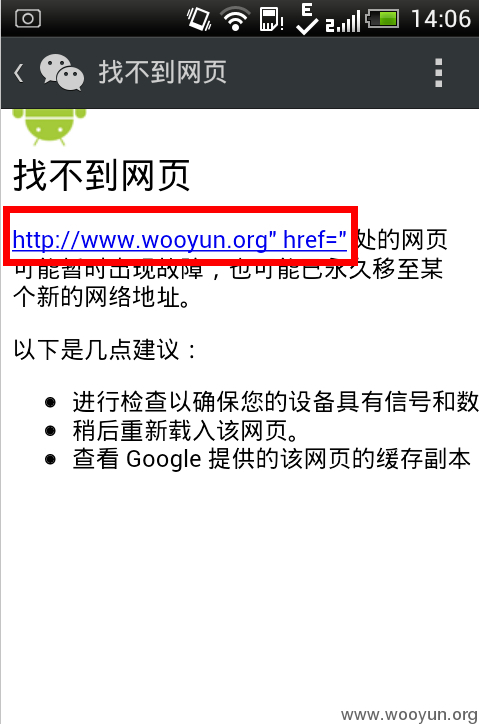 14:06
找不到网页
找不到网页
http://www.wooyun.org" href=" 处的网页
可能暂时出现故障，也可能已永久移至某
个新的网络地址。
以下是几点建议：
进行检查以确保您的设备具有信号和数
稍后重新载入该网页。
查看 Google 提供的该网页的缓存副本
www.wooyun.org